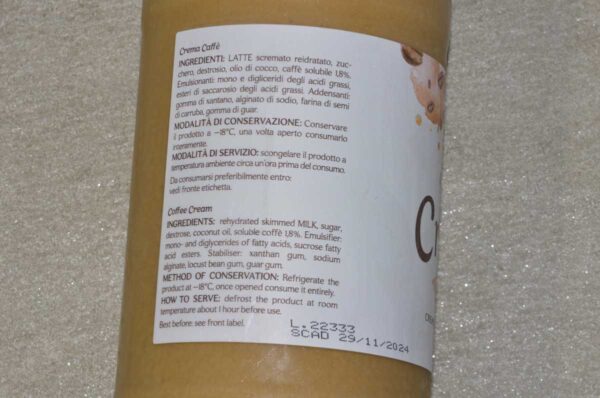 Crema Caffè
INGREDIENTI: LATTE scremato reidratato, zuc-
chero, destrosio, olio di cocco, caffè solubile 1,8%.
Emulsionanti: mono e digliceridi degli acidi grassi,
esteri di saccarosio degli acidi grassi. Addensanti:
gomma di xantano, alginato di sodio, farina di semi
di carruba, gomma di guar.
MODALITÀ DI CONSERVAZIONE: Conservare
il prodotto a –18°C, una volta aperto consumarlo
interamente.
MODALITÀ DI SERVIZIO: scongelare il prodotto a
temperatura ambiente circa un'ora prima del consumo.
Da consumarsi preferibilmente entro:
vedi fronte etichetta.
Coffee Cream
INGREDIENTS: rehydrated skimmed MILK, sugar,
dextrose, coconut oil, soluble coffè 1,8%. Emulsifier:
mono- and diglycerides of fatty acids, sucrose fatty
acid esters. Stabiliser: xanthan gum, sodium
alginate, locust bean gum, guar gum.
METHOD OF CONSERVATION: Refrigerate the
product at –18°C, once opened consume it entirely.
HOW TO SERVE: defrost the product at room
temperature about 1 hour before use.
Best before: see front label.
L.22333
SCAD 29/11/2024